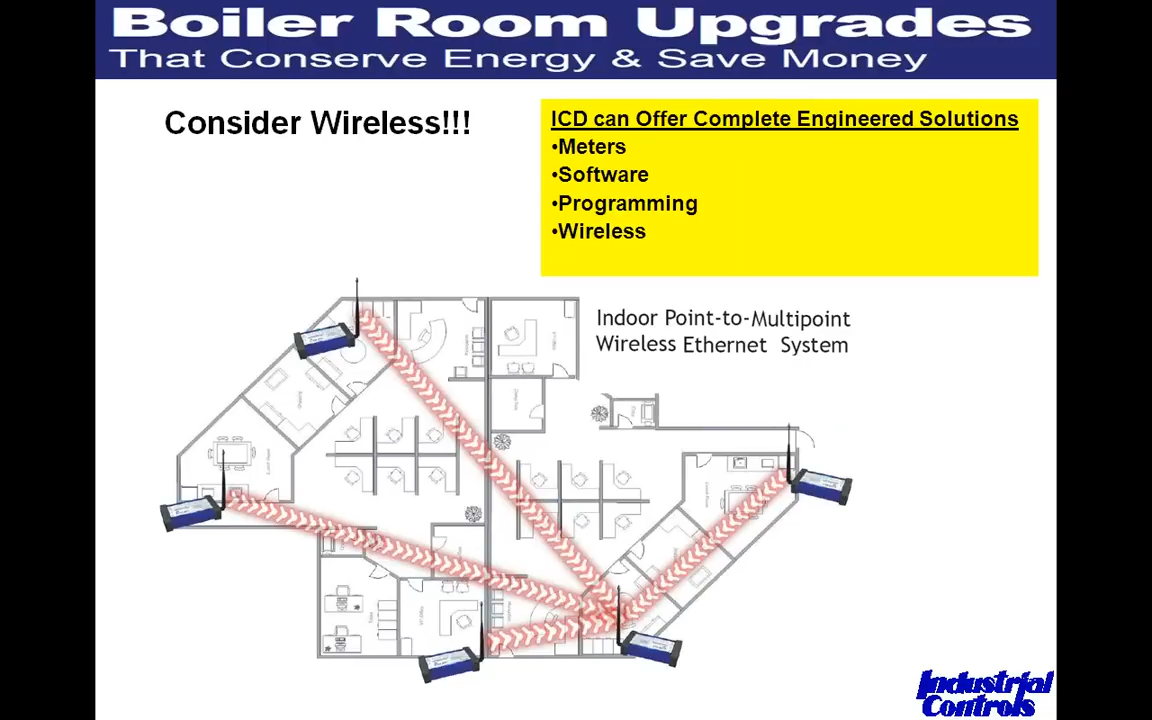 Boiler Room Upgrades
That Conserve Energy & Save Money
Consider Wireless!!!
ICD can Offer Complete Engineered Solutions
•Meters
•Software
•Programming
•Wireless
Indoor Point-to-Multipoint
Wireless Ethernet System
Industrial
Controls